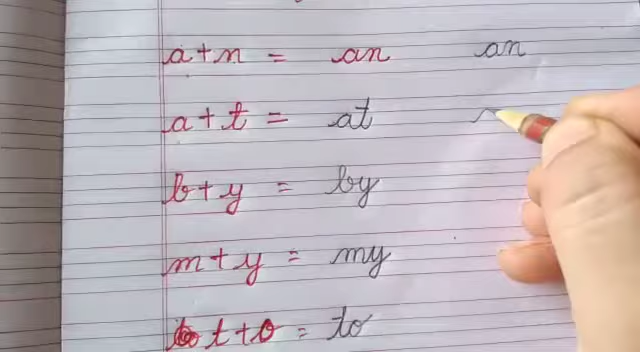 a+n = an an
a+t = at
b+y = by
m+y = my
t+o = to